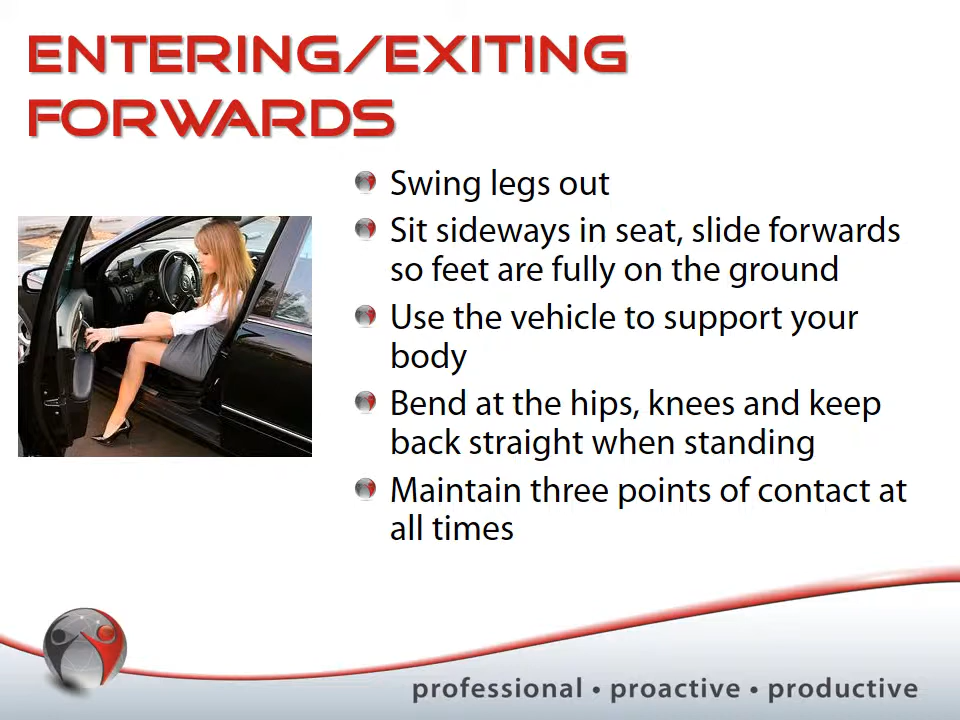 ENTERING/EXITING
FORWARDS
Swing legs out
Sit sideways in seat, slide forwards
so feet are fully on the ground
Use the vehicle to support your
body
Bend at the hips, knees and keep
back straight when standing
Maintain three points of contact at
all times
professional • proactive • productive